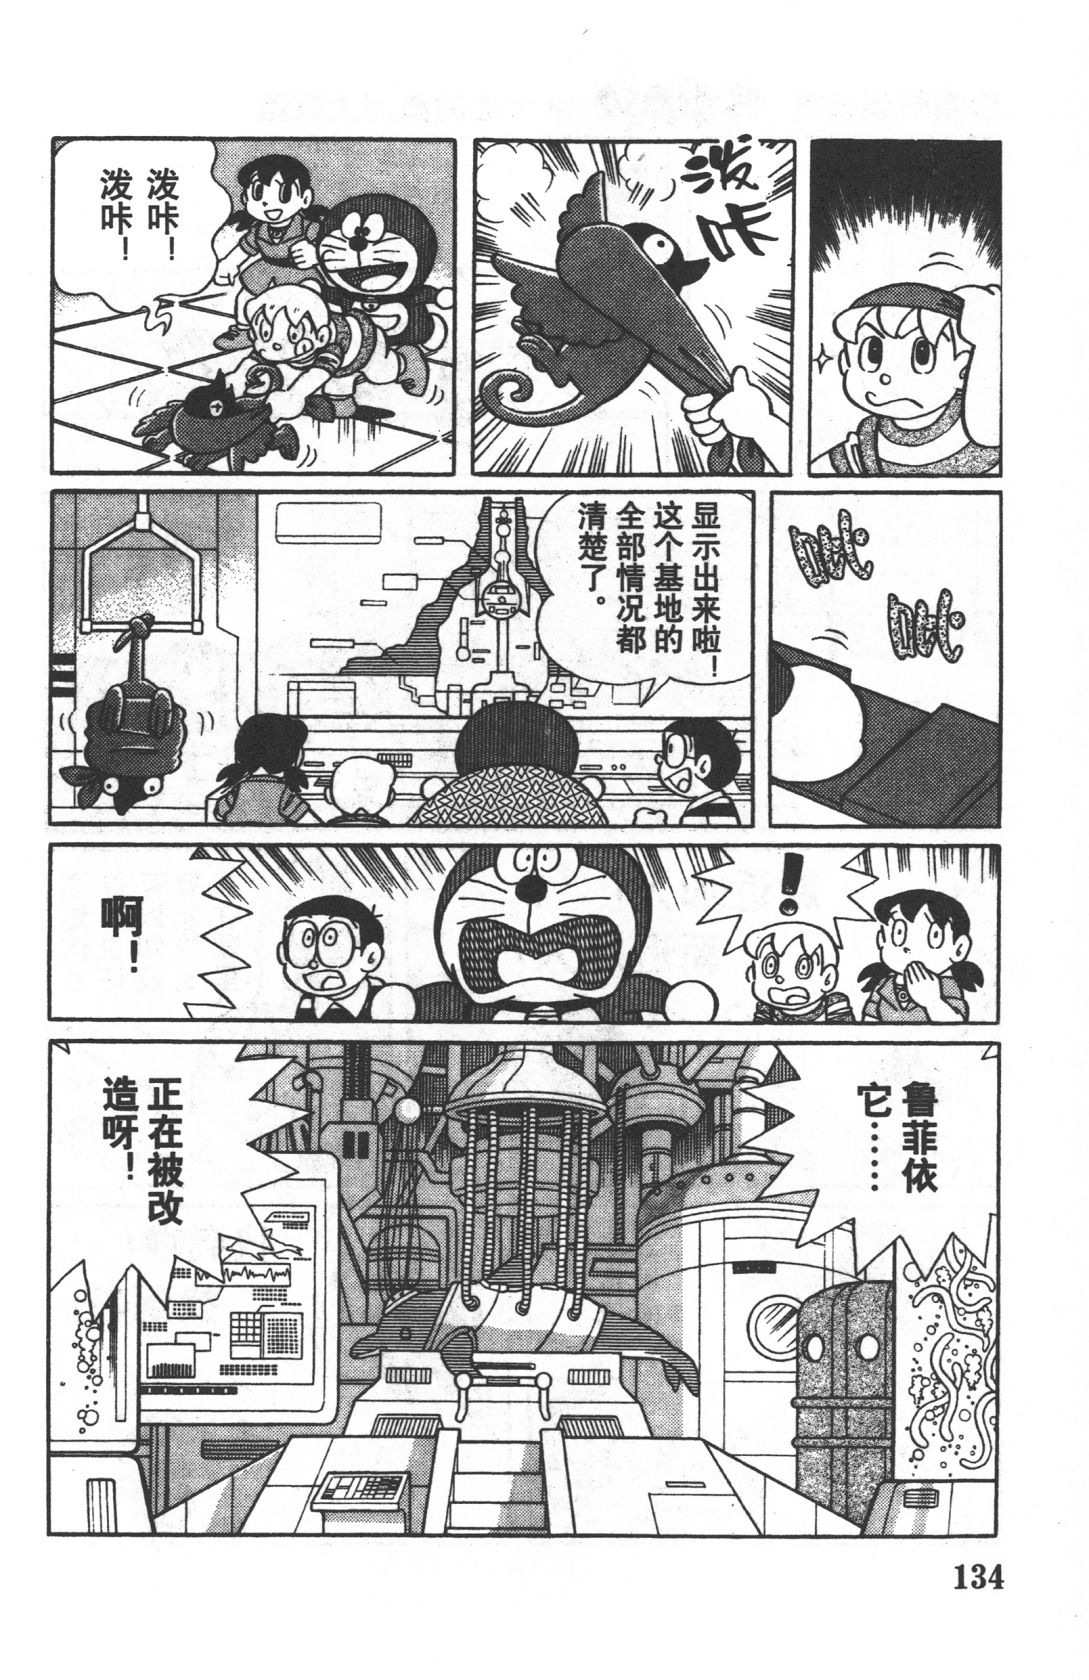 泼咔
泼咔！
泼咔！
显示出来啦！
这个基地的
全部情况都
清楚了。
！
啊！
鲁菲依
它……
正在被改
造呀！
134